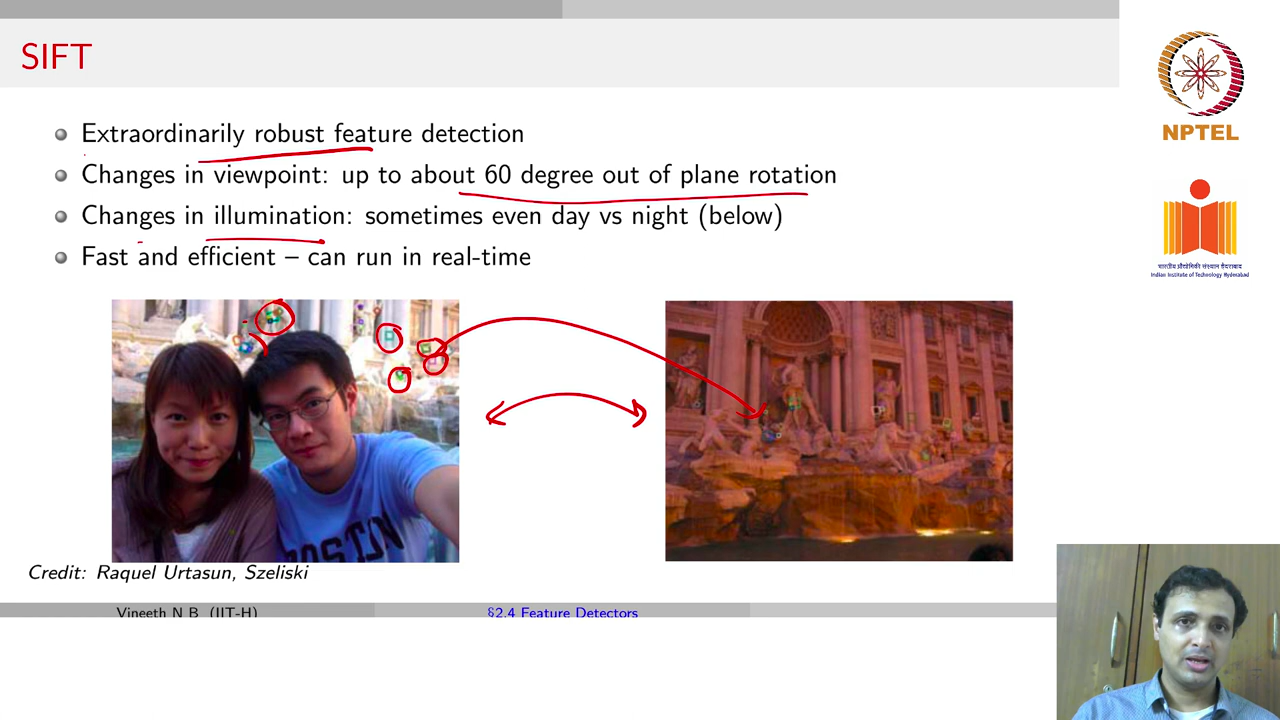 SIFT
Extraordinarily robust feature detection
Changes in viewpoint: up to about 60 degree out of plane rotation
Changes in illumination: sometimes even day vs night (below)
Fast and efficient – can run in real-time
BOSTON
Credit: Raquel Urtasun, Szeliski
Vineeth N B (IIT-H)
§2.4 Feature Detectors
NPTEL
भारतीय प्रौद्योगिकी संस्थान हैदराबाद
Indian Institute of Technology Hyderabad